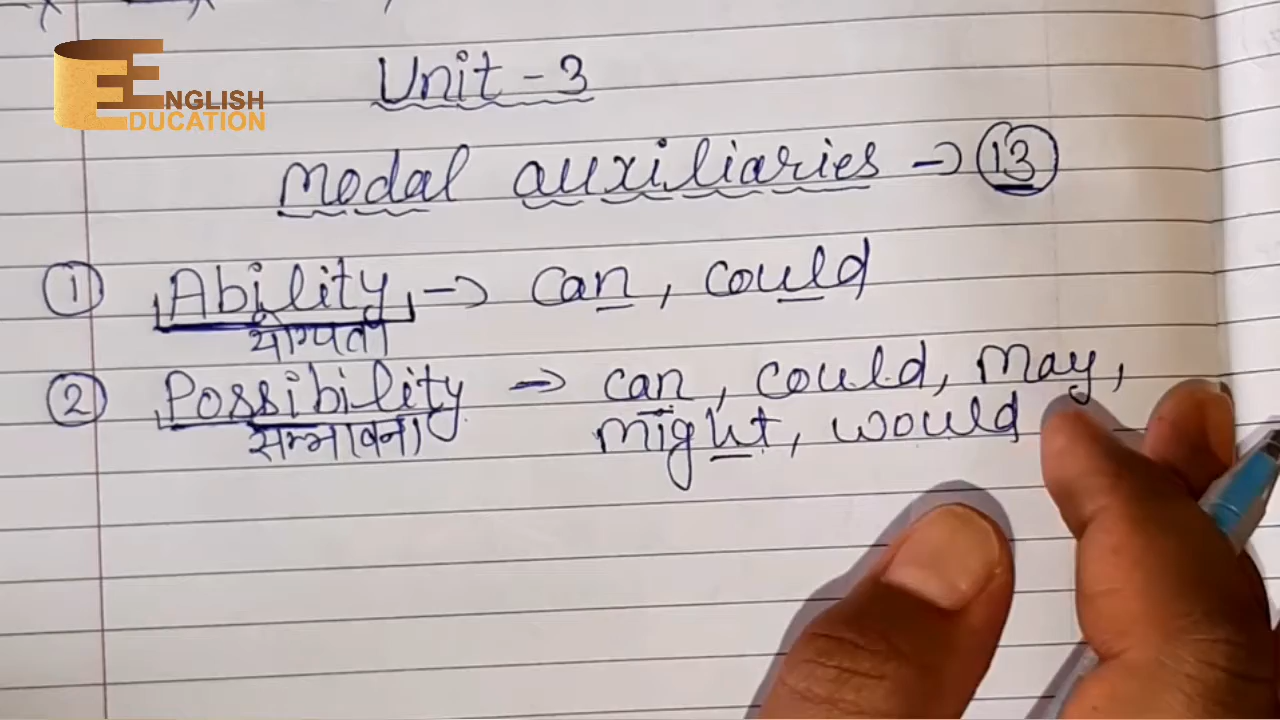 ENGLISH
EDUCATION
Unit - 3
Modal auxiliaries → 13
① Ability → can, could
योग्यता
② Possibility → can, could, may,
सम्भावना might, would